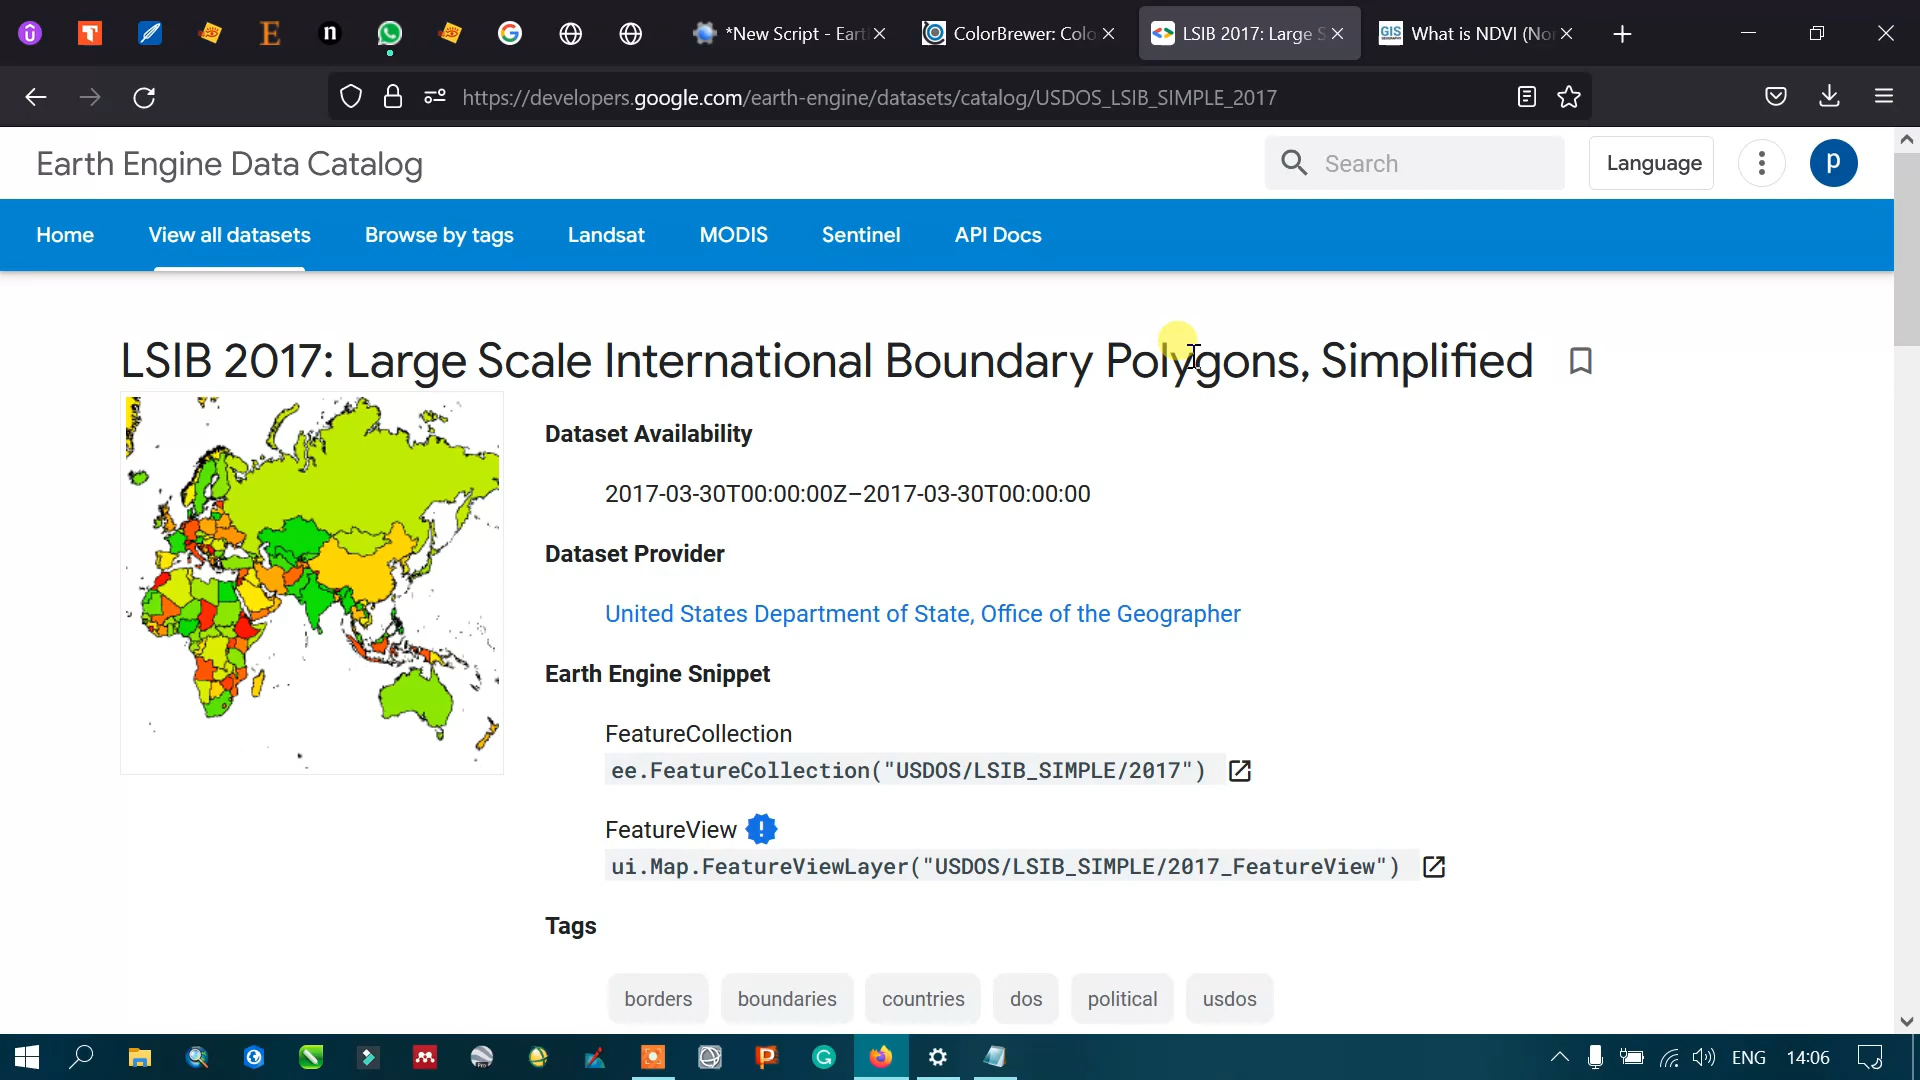 *New Script - Eart
ColorBrewer: Colo
LSIB 2017: Large S
What is NDVI (No
https://developers.google.com/earth-engine/datasets/catalog/USDOS_LSIB_SIMPLE_2017
Earth Engine Data Catalog
Search
Language
p
Home
View all datasets
Browse by tags
Landsat
MODIS
Sentinel
API Docs
LSIB 2017: Large Scale International Boundary Polygons, Simplified
Dataset Availability
2017-03-30T00:00:00Z–2017-03-30T00:00:00
Dataset Provider
United States Department of State, Office of the Geographer
Earth Engine Snippet
FeatureCollection
ee.FeatureCollection("USDOS/LSIB_SIMPLE/2017")
FeatureView
ui.Map.FeatureViewLayer("USDOS/LSIB_SIMPLE/2017_FeatureView")
Tags
borders
boundaries
countries
dos
political
usdos
ENG
14:06